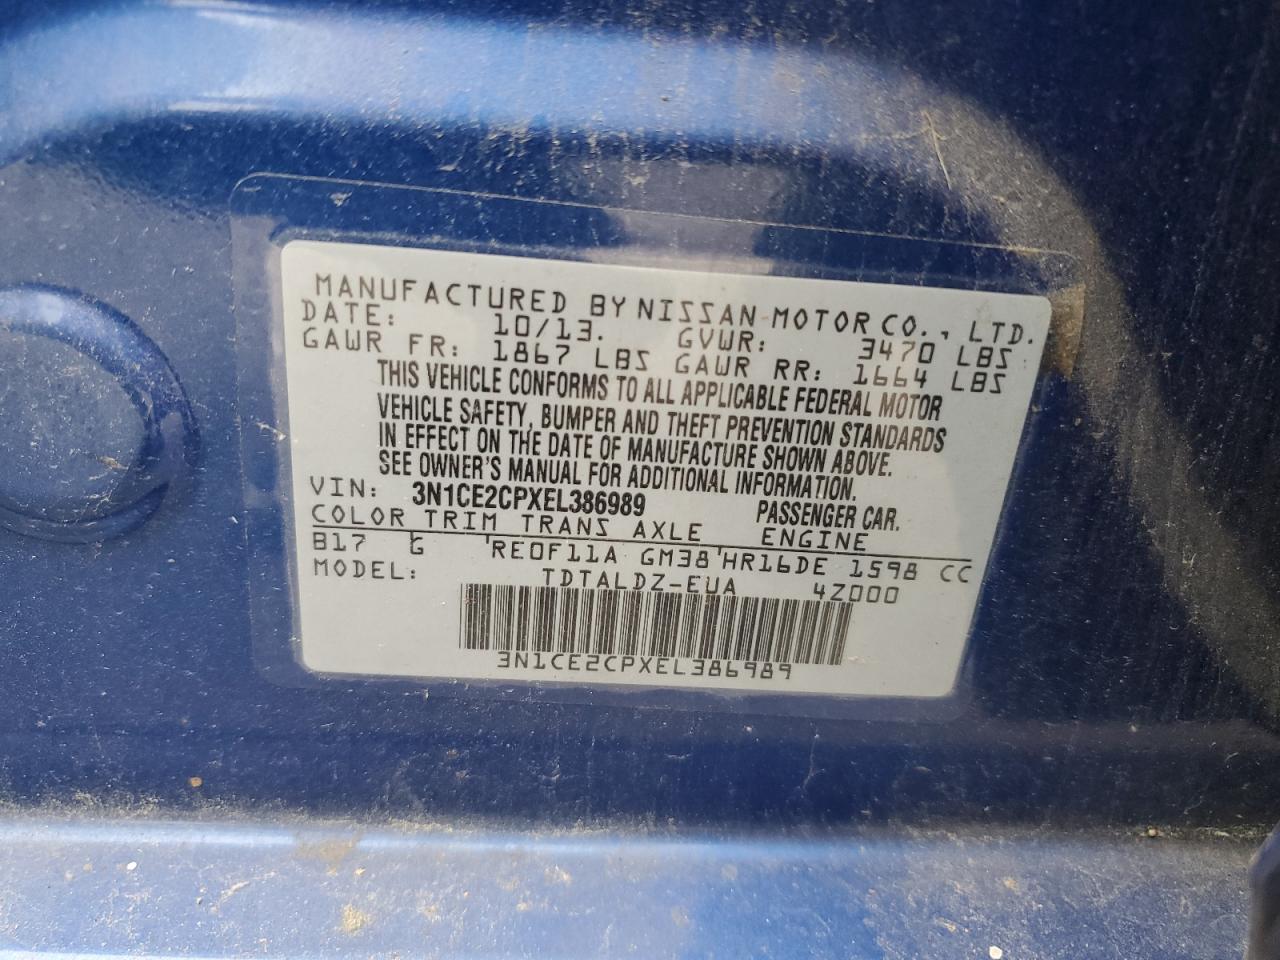 MANUFACTURED BY NISSAN MOTOR CO., LTD.
DATE: 10/13. GVWR: 3470 LBS
GAWR FR: 1867 LBS GAWR RR: 1664 LBS
THIS VEHICLE CONFORMS TO ALL APPLICABLE FEDERAL MOTOR
VEHICLE SAFETY, BUMPER AND THEFT PREVENTION STANDARDS
IN EFFECT ON THE DATE OF MANUFACTURE SHOWN ABOVE.
SEE OWNER'S MANUAL FOR ADDITIONAL INFORMATION.
VIN: 3N1CE2CPXEL386989 PASSENGER CAR.
COLOR TRIM TRANS AXLE ENGINE
B17 G RE0F11A GM38 HR16DE 1598 CC
MODEL: TDTALDZ-EUA 4Z000
3N1CE2CPXEL386989